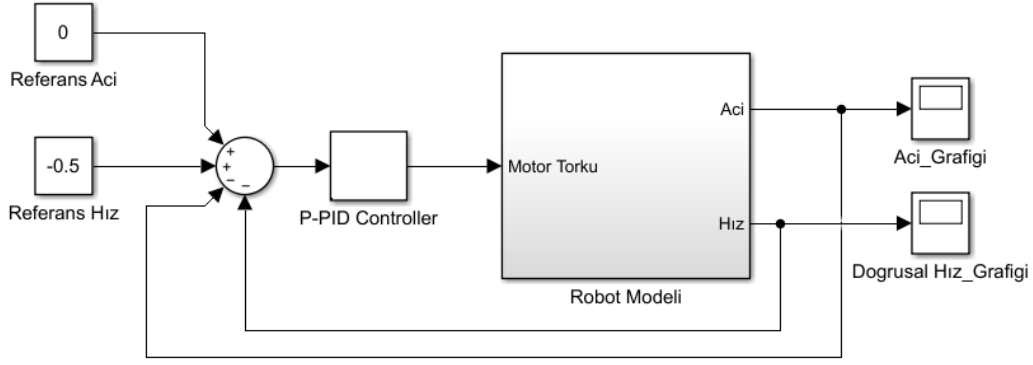 0
Referans Aci
-0.5
Referans Hız
+
+
−
−
P-PID Controller
Motor Torku
Aci
Hız
Robot Modeli
Aci_Grafigi
Dogrusal Hız_Grafigi